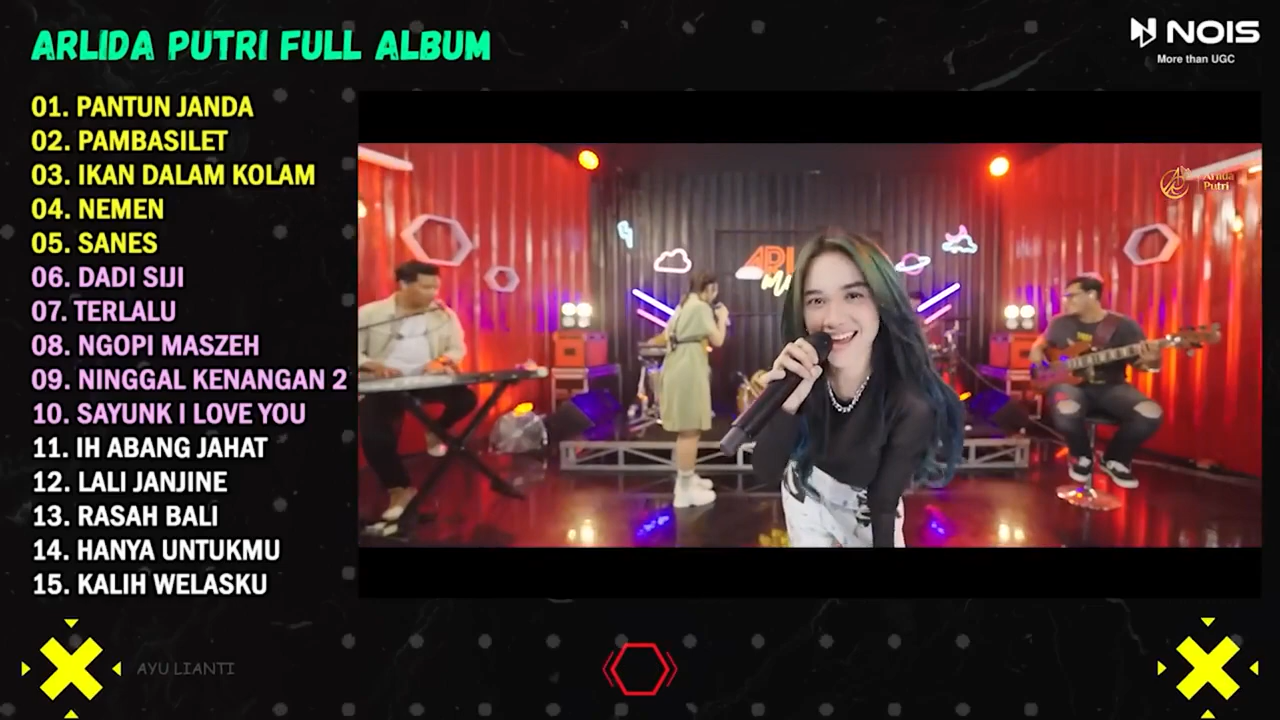 ARLIDA PUTRI FULL ALBUM
NOIS
More than UGC
01. PANTUN JANDA
02. PAMBASILET
03. IKAN DALAM KOLAM
04. NEMEN
05. SANES
06. DADI SIJI
07. TERLALU
08. NGOPI MASZEH
09. NINGGAL KENANGAN 2
10. SAYUNK I LOVE YOU
11. IH ABANG JAHAT
12. LALI JANJINE
13. RASAH BALI
14. HANYA UNTUKMU
15. KALIH WELASKU
Arlida
Putri
AYU LIANTI